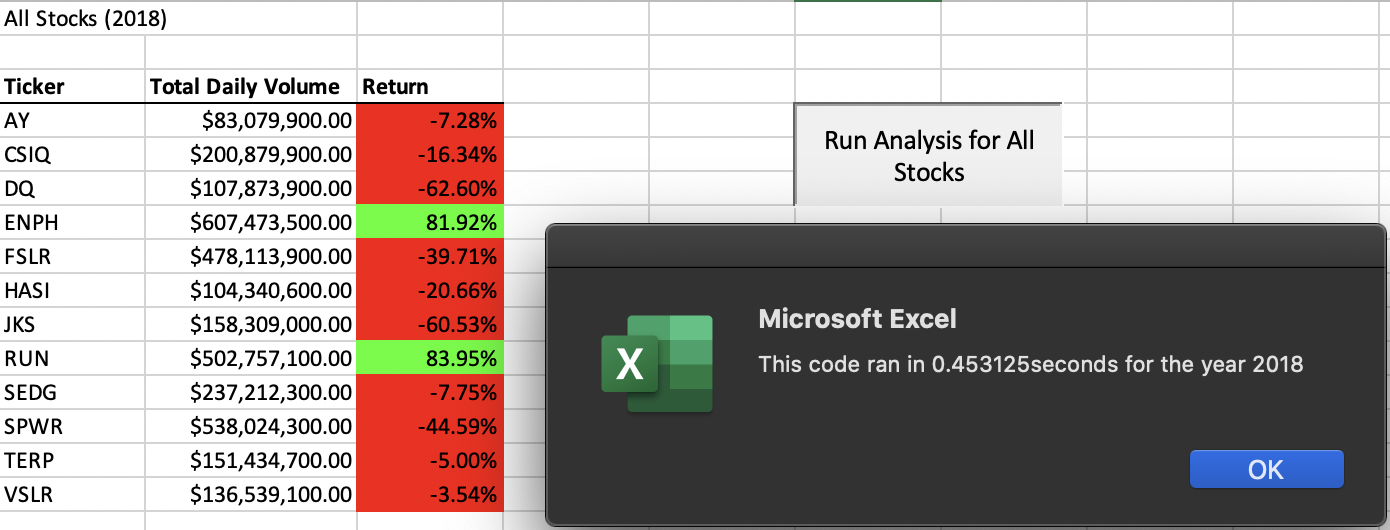 All Stocks (2018)
Ticker Total Daily Volume Return
AY $83,079,900.00 -7.28%
CSIQ $200,879,900.00 -16.34%
DQ $107,873,900.00 -62.60%
ENPH $607,473,500.00 81.92%
FSLR $478,113,900.00 -39.71%
HASI $104,340,600.00 -20.66%
JKS $158,309,000.00 -60.53%
RUN $502,757,100.00 83.95%
SEDG $237,212,300.00 -7.75%
SPWR $538,024,300.00 -44.59%
TERP $151,434,700.00 -5.00%
VSLR $136,539,100.00 -3.54%
Run Analysis for All
Stocks
X
Microsoft Excel
This code ran in 0.453125seconds for the year 2018
OK